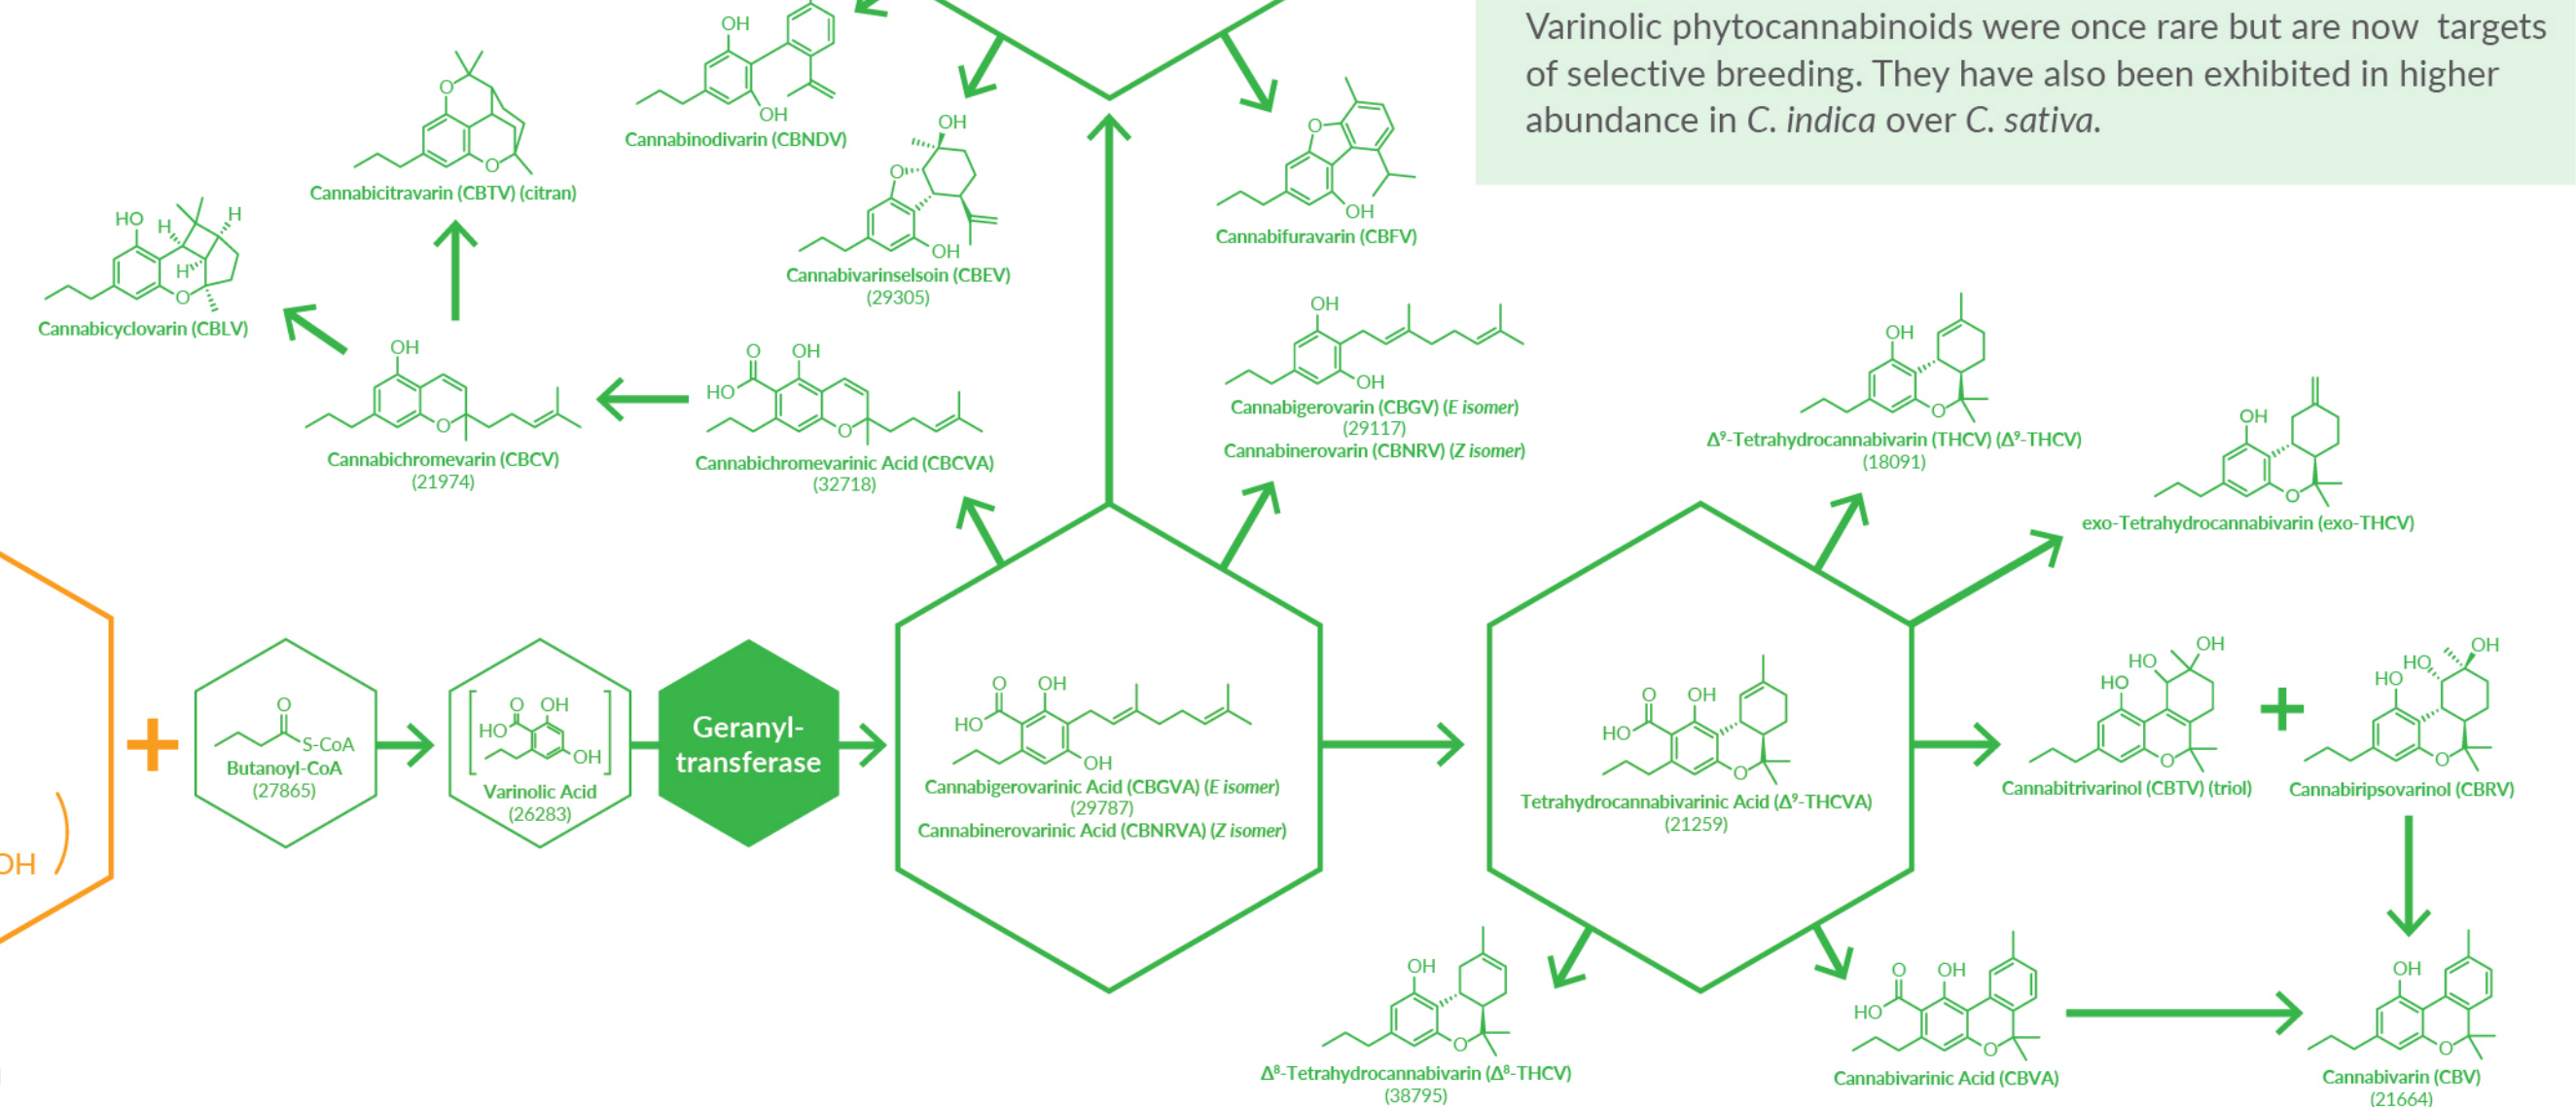 Varinolic phytocannabinoids were once rare but are now targets
of selective breeding. They have also been exhibited in higher
abundance in C. indica over C. sativa.
OH
OH
Cannabinodivarin (CBNDV)
O
O
Cannabicitravarin (CBTV) (citran)
HO
H
H
H
O
Cannabicyclovarin (CBLV)
OH
O
OH
Cannabivarinselsoin (CBEV)
(29305)
O
OH
Cannabifuravarin (CBFV)
OH
O
Cannabichromevarin (CBCV)
(21974)
O
OH
HO
O
Cannabichromevarinic Acid (CBCVA)
(32718)
OH
OH
Cannabigerovarin (CBGV) (E isomer)
(29117)
Cannabinerovarin (CBNRV) (Z isomer)
OH
O
Δ⁹-Tetrahydrocannabivarin (THCV) (Δ⁹-THCV)
(18091)
OH
O
exo-Tetrahydrocannabivarin (exo-THCV)
OH
)
+
O
S-CoA
Butanoyl-CoA
(27865)
O
OH
HO
OH
Varinolic Acid
(26283)
Geranyl-
transferase
O
OH
HO
OH
Cannabigerovarinic Acid (CBGVA) (E isomer)
(29787)
Cannabinerovarinic Acid (CBNRVA) (Z isomer)
O
OH
HO
O
Tetrahydrocannabivarinic Acid (Δ⁹-THCVA)
(21259)
OH
HO
HO
O
Cannabitrivarinol (CBTV) (triol)
+
OH
HO
HO
O
Cannabiripsovarinol (CBRV)
OH
O
Δ⁸-Tetrahydrocannabivarin (Δ⁸-THCV)
(38795)
O
OH
HO
O
Cannabivarinic Acid (CBVA)
OH
O
Cannabivarin (CBV)
(21664)